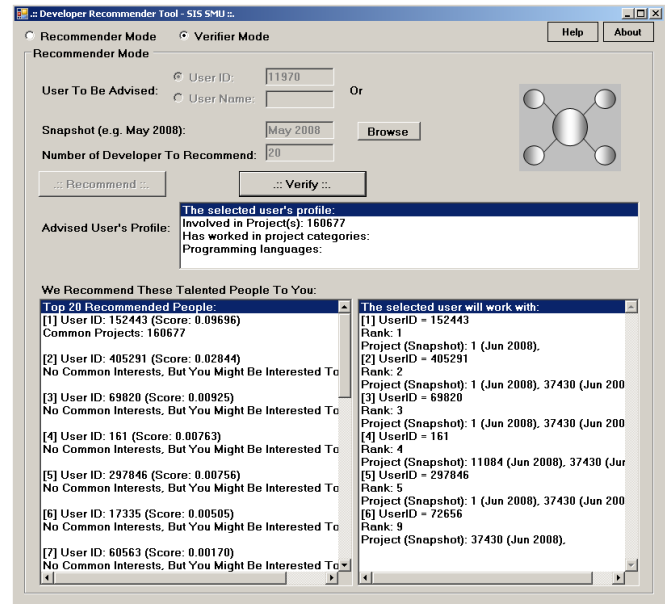 .:: Developer Recommender Tool - SIS SMU ::.
Recommender Mode
Verifier Mode
Help
About
Recommender Mode
User To Be Advised:
User ID:
11970
Or
User Name:
Snapshot (e.g. May 2008):
May 2008
Browse
Number of Developer To Recommend:
20
.:: Recommend ::.
.:: Verify ::.
Advised User's Profile:
The selected user's profile:
Involved in Project(s): 160677
Has worked in project categories:
Programming languages:
We Recommend These Talented People To You:
Top 20 Recommended People:
[1] User ID: 152443 (Score: 0.09696)
Common Projects: 160677
[2] User ID: 405291 (Score: 0.02844)
No Common Interests, But You Might Be Interested To
[3] User ID: 69820 (Score: 0.00925)
No Common Interests, But You Might Be Interested To
[4] User ID: 161 (Score: 0.00763)
No Common Interests, But You Might Be Interested To
[5] User ID: 297846 (Score: 0.00756)
No Common Interests, But You Might Be Interested To
[6] User ID: 17335 (Score: 0.00505)
No Common Interests, But You Might Be Interested To
[7] User ID: 60563 (Score: 0.00170)
No Common Interests, But You Might Be Interested To
The selected user will work with:
[1] UserID = 152443
Rank: 1
Project (Snapshot): 1 (Jun 2008),
[2] UserID = 405291
Rank: 2
Project (Snapshot): 1 (Jun 2008), 37430 (Jun 200
[3] UserID = 69820
Rank: 3
Project (Snapshot): 1 (Jun 2008), 37430 (Jun 200
[4] UserID = 161
Rank: 4
Project (Snapshot): 11084 (Jun 2008), 37430 (Jur
[5] UserID = 297846
Rank: 5
Project (Snapshot): 1 (Jun 2008), 37430 (Jun 200
[6] UserID = 72656
Rank: 9
Project (Snapshot): 37430 (Jun 2008),